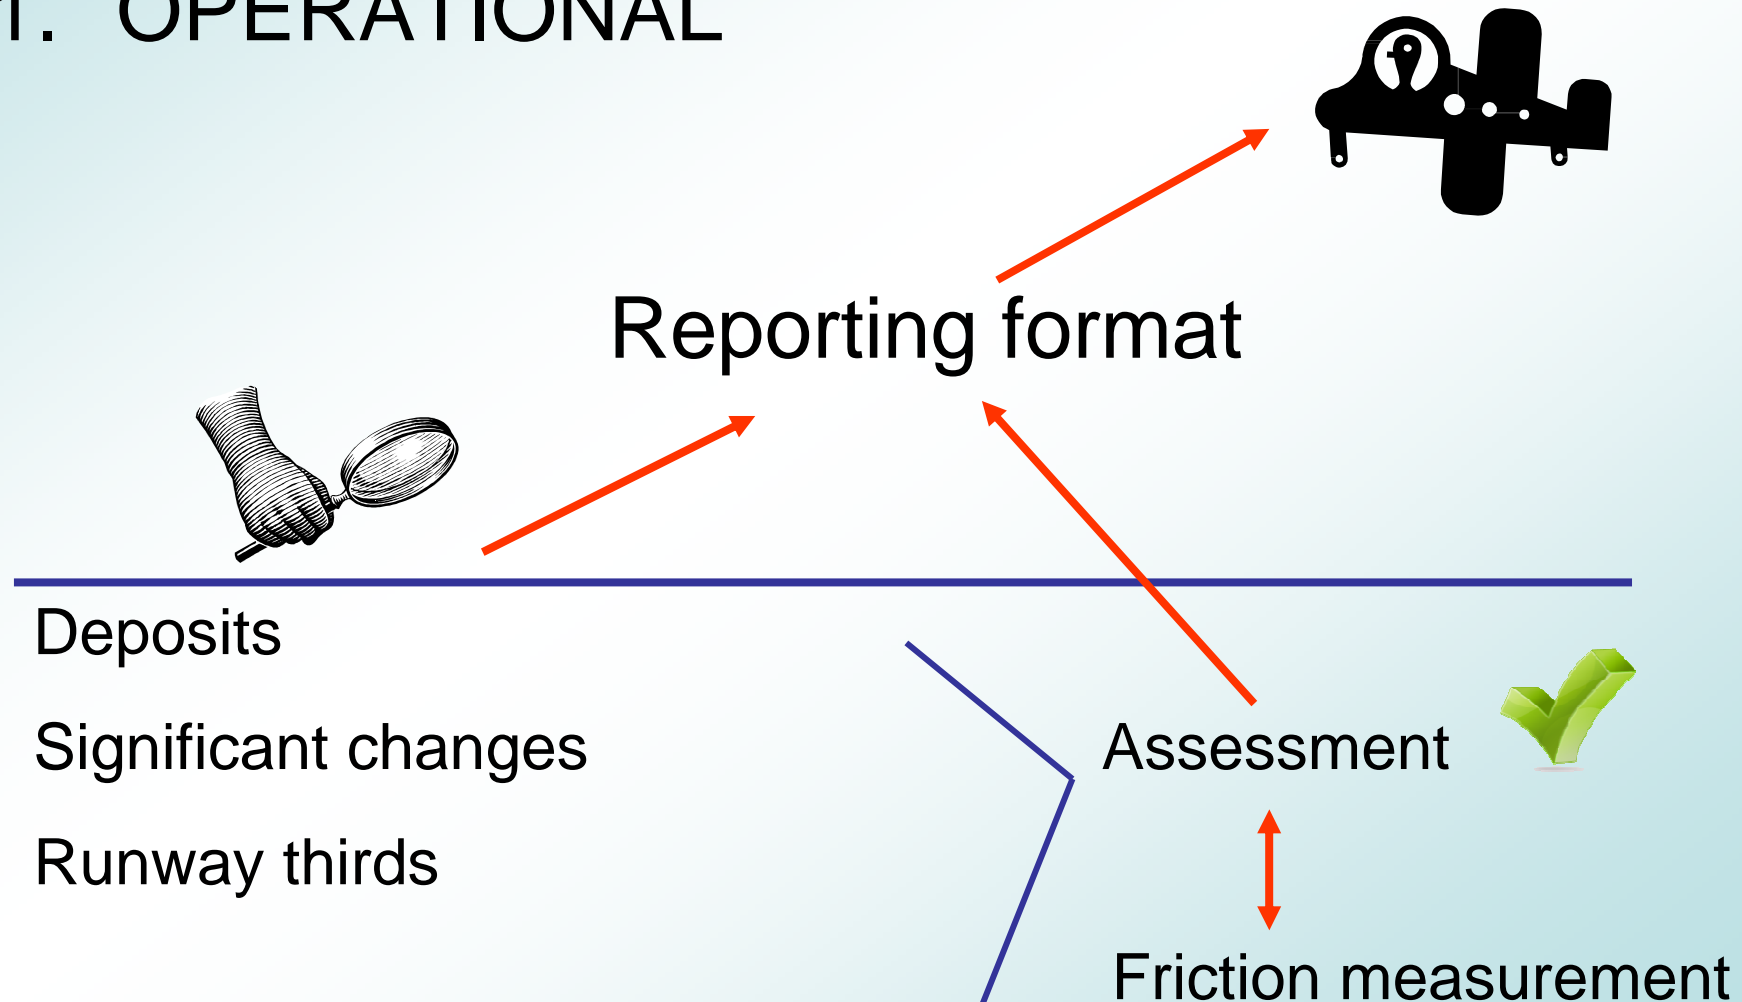 1. OPERATIONAL
Reporting format
Deposits
Significant changes
Assessment
Runway thirds
Friction measurement